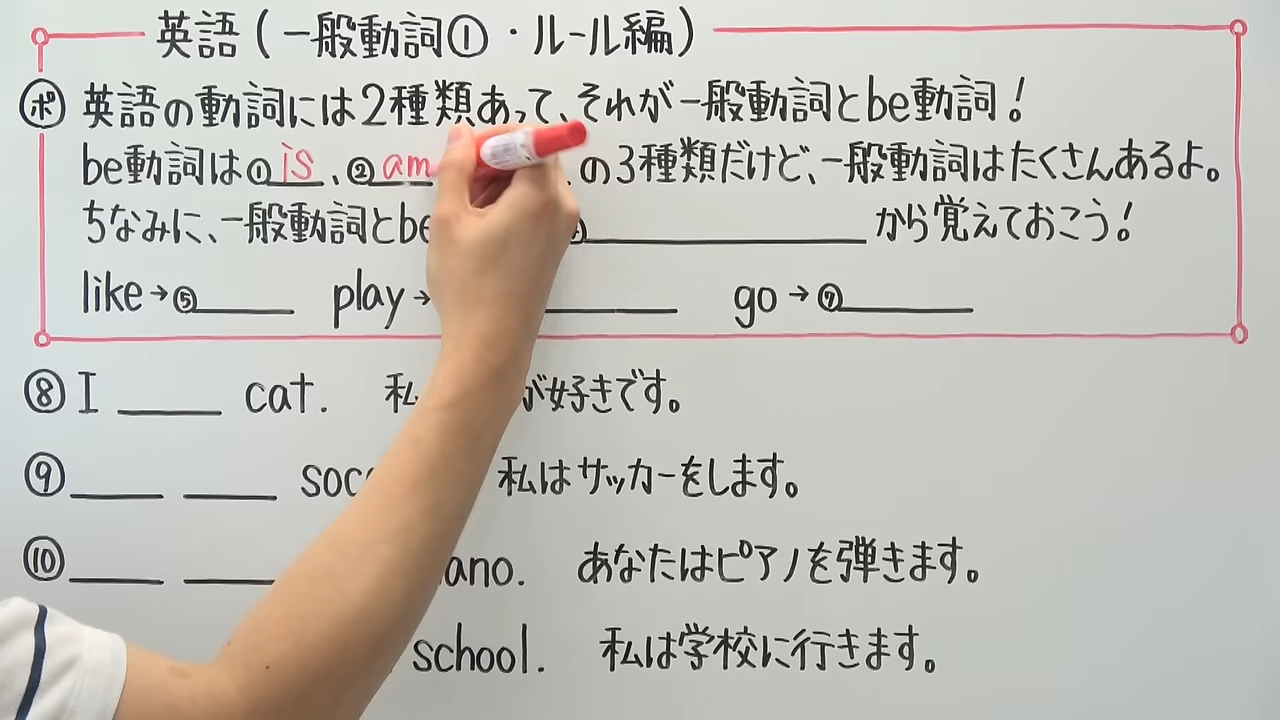 英語(一般動詞①・ルール編)
ポ 英語の動詞には2種類あって、それが一般動詞とbe動詞!
be動詞は①is、②am の3種類だけど、一般動詞はたくさんあるよ。
ちなみに、一般動詞とbe から覚えておこう!
like→⑤ play→ go→⑦
⑧ I cat. 私 が好きです。
⑨ 私はサッカーをします。
⑩ あなたはピアノを弾きます。
school. 私は学校に行きます。